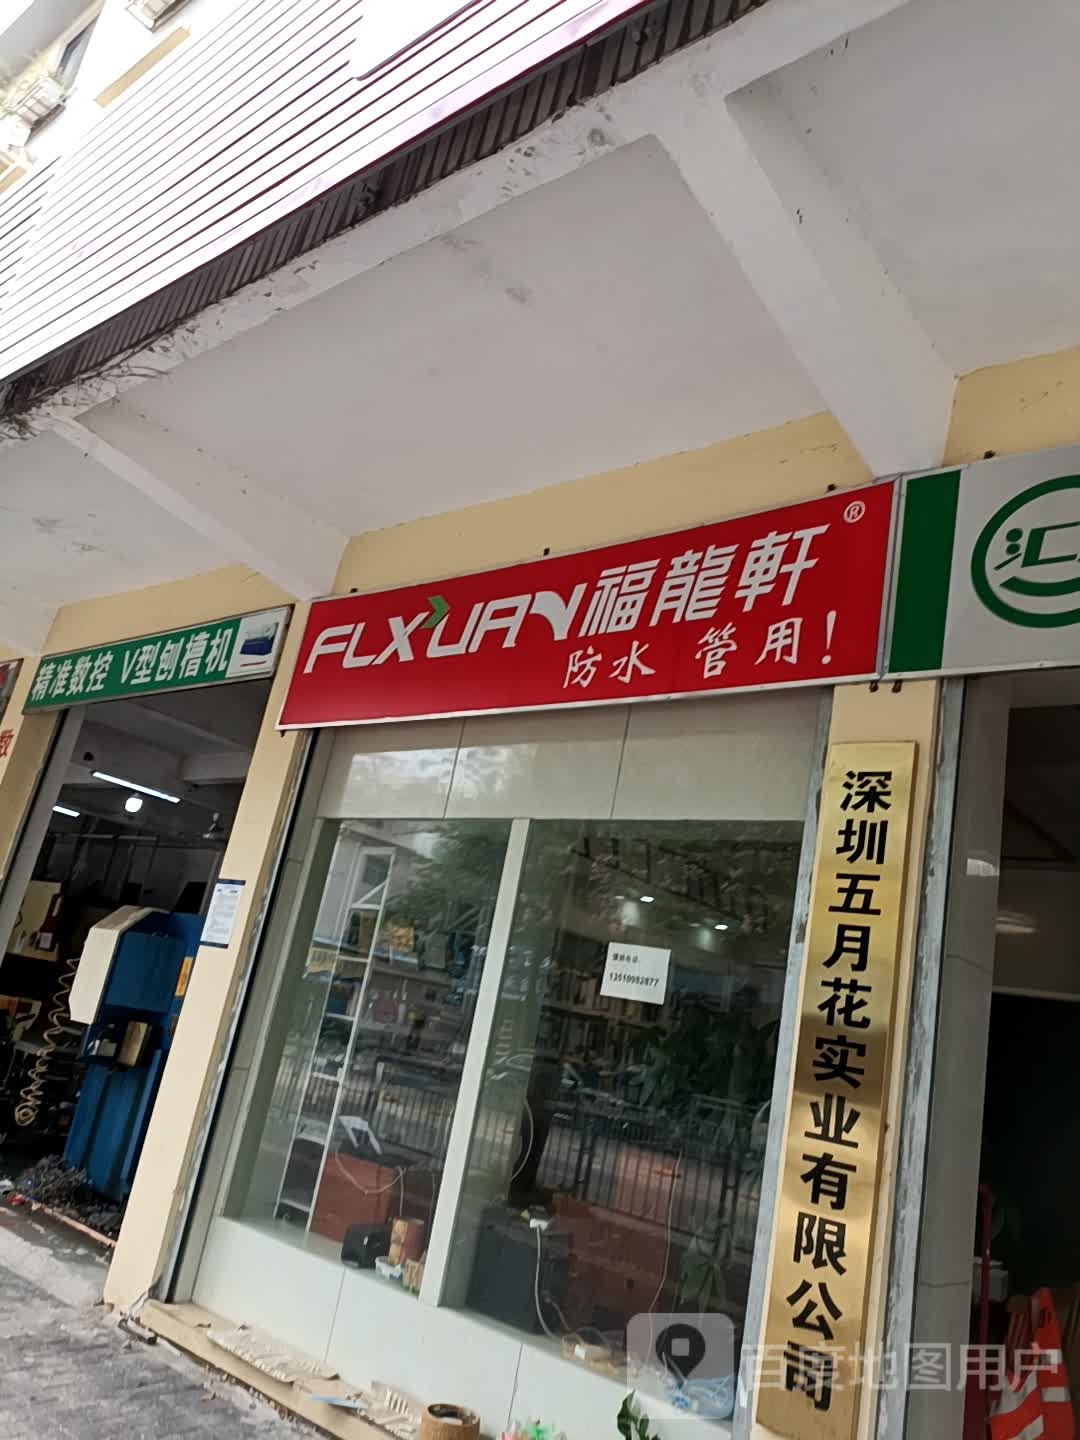 精准数控 V型刨槽机
FLXUAN福龍軒®
防水 管用!
汇
数
深圳五月花实业有限公司
13510982877
百度地图用户